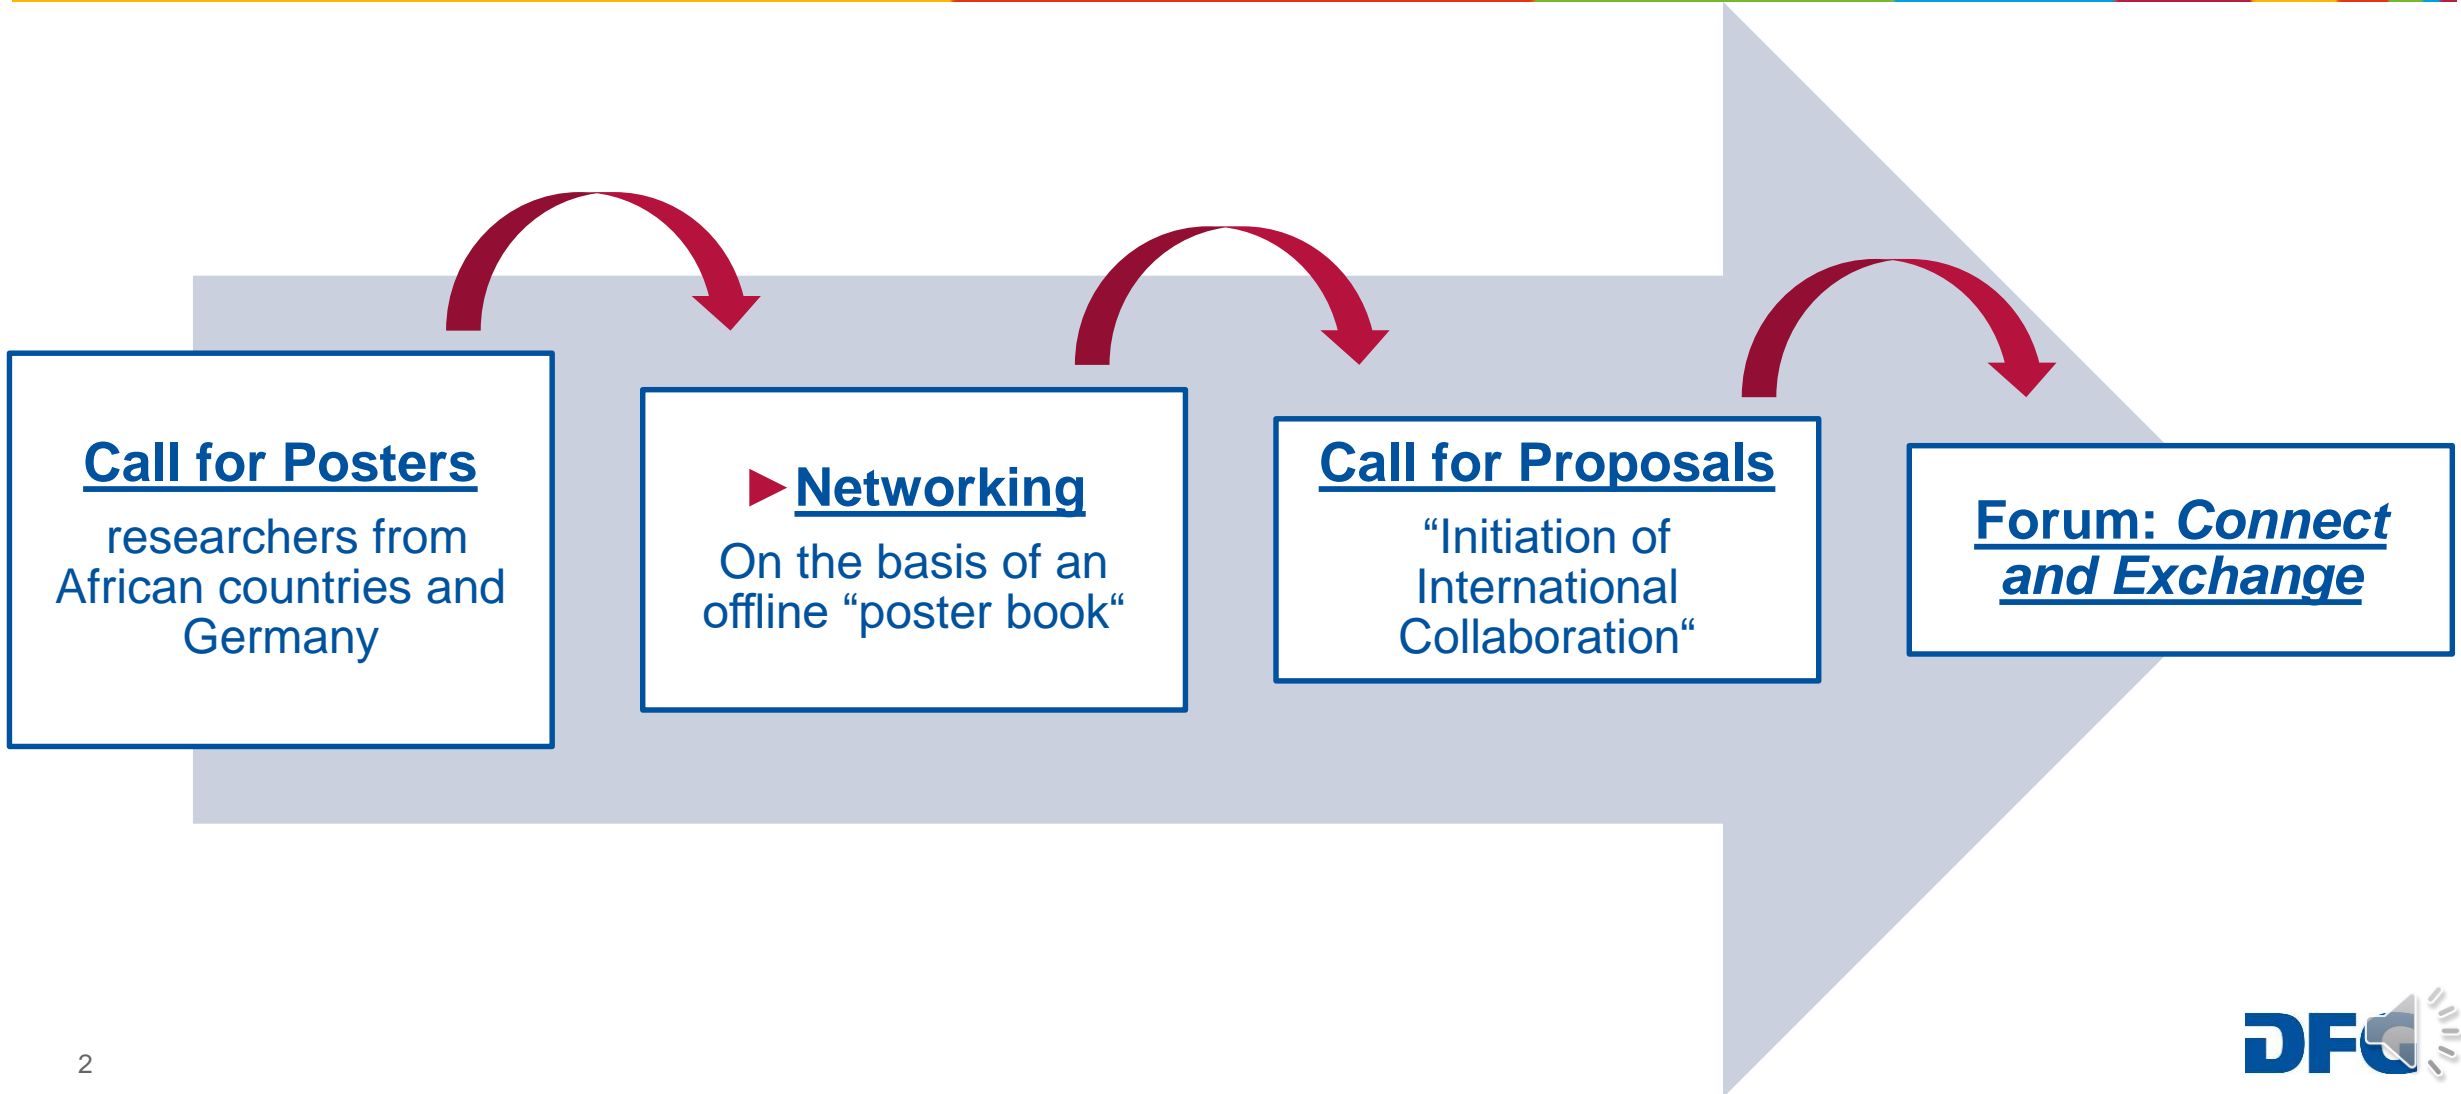 Call for Posters
researchers from
African countries and
Germany
►Networking
On the basis of an
offline “poster book“
Call for Proposals
“Initiation of
International
Collaboration“
Forum: Connect
and Exchange
2
DFG